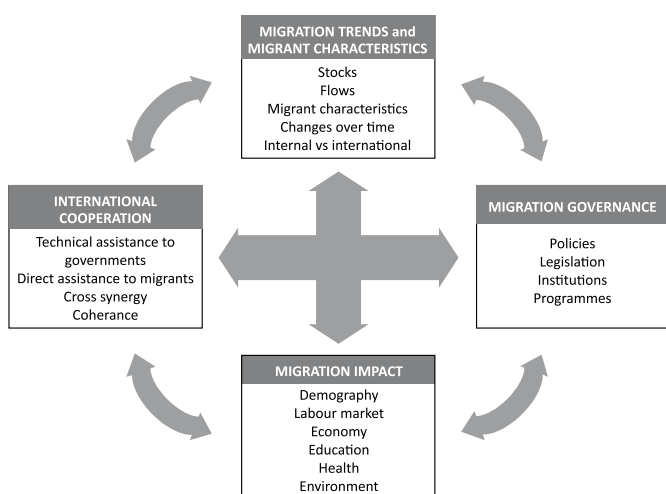 MIGRATION TRENDS and
MIGRANT CHARACTERISTICS
Stocks
Flows
Migrant characteristics
Changes over time
Internal vs international
INTERNATIONAL
COOPERATION
Technical assistance to
governments
Direct assistance to migrants
Cross synergy
Coherance
MIGRATION GOVERNANCE
Policies
Legislation
Institutions
Programmes
MIGRATION IMPACT
Demography
Labour market
Economy
Education
Health
Environment